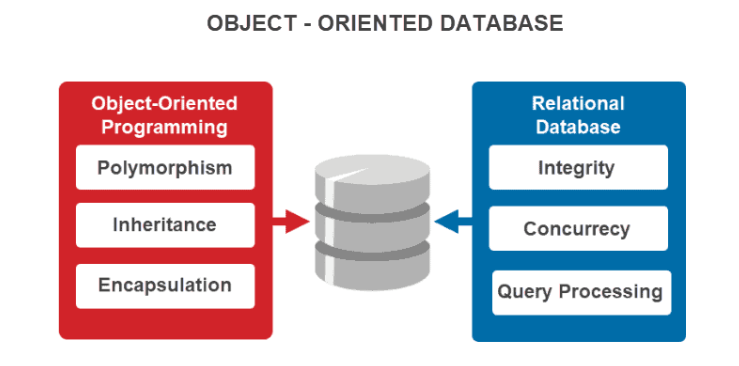 OBJECT - ORIENTED DATABASE
Object-Oriented
Programming
Polymorphism
Inheritance
Encapsulation
Relational
Database
Integrity
Concurrecy
Query Processing